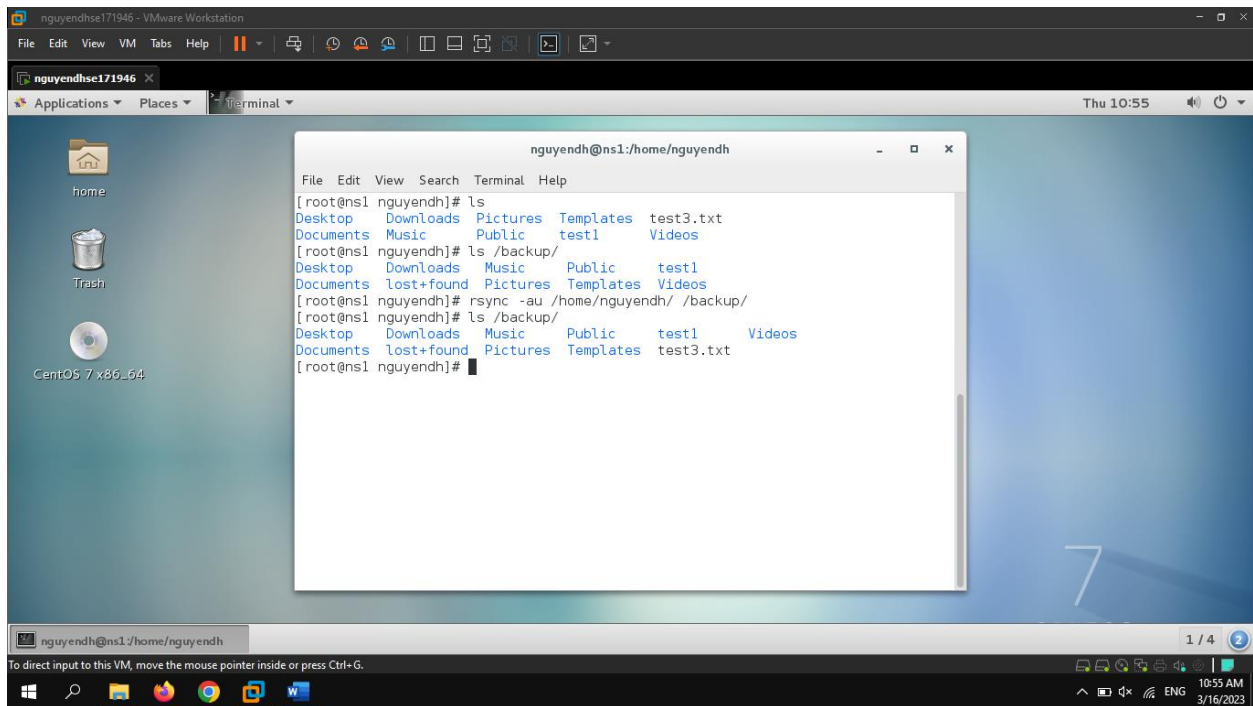 nguyendhse171946 - VMware Workstation
File Edit View VM Tabs Help
nguyendhse171946
Applications Places Terminal Thu 10:55
nguyendh@ns1:/home/nguyendh
File Edit View Search Terminal Help
[root@ns1 nguyendh]# ls
Desktop Downloads Pictures Templates test3.txt
Documents Music Public test1 Videos
[root@ns1 nguyendh]# ls /backup/
Desktop Downloads Music Public test1
Documents lost+found Pictures Templates Videos
[root@ns1 nguyendh]# rsync -au /home/nguyendh/ /backup/
[root@ns1 nguyendh]# ls /backup/
Desktop Downloads Music Public test1 Videos
Documents lost+found Pictures Templates test3.txt
[root@ns1 nguyendh]#
home
Trash
CentOS 7 x86_64
7
nguyendh@ns1:/home/nguyendh 1 / 4 2
To direct input to this VM, move the mouse pointer inside or press Ctrl+G.
ENG 10:55 AM
3/16/2023